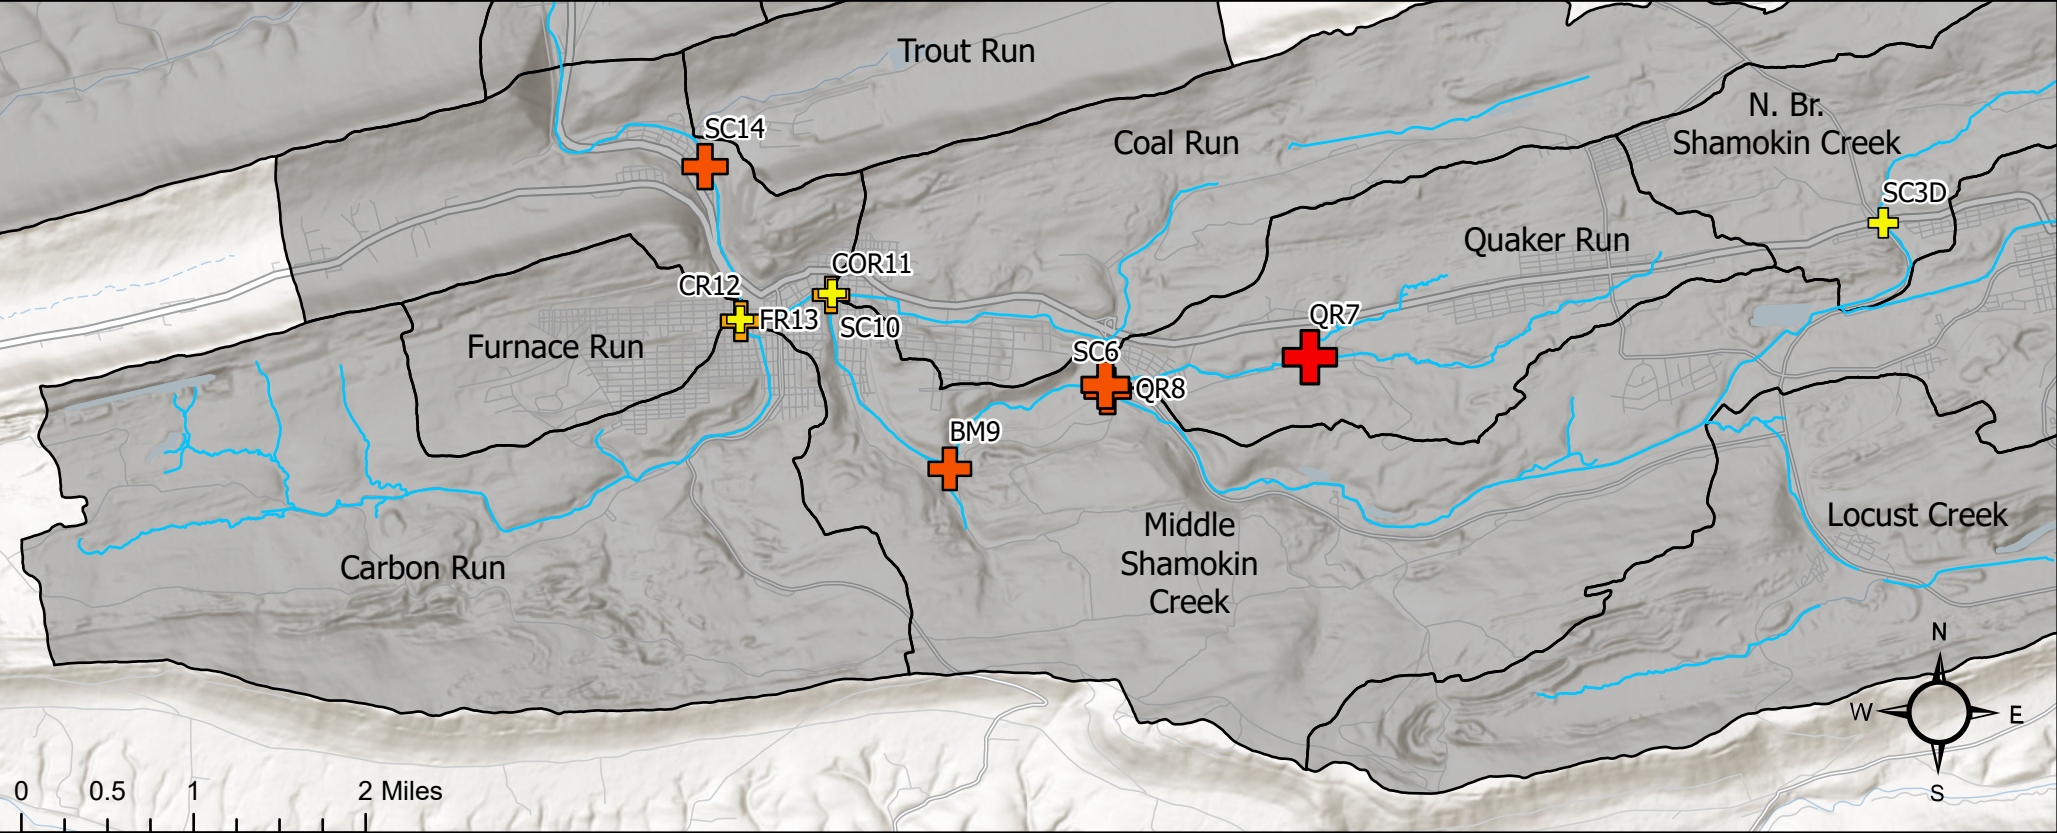 Trout Run
N. Br.
Shamokin Creek
SC14
Coal Run
SC3D
Quaker Run
COR11
CR12
FR13
SC10
QR7
Furnace Run
SC6
QR8
BM9
Middle
Shamokin
Creek
Locust Creek
Carbon Run
N
W
E
S
0 0.5 1 2 Miles